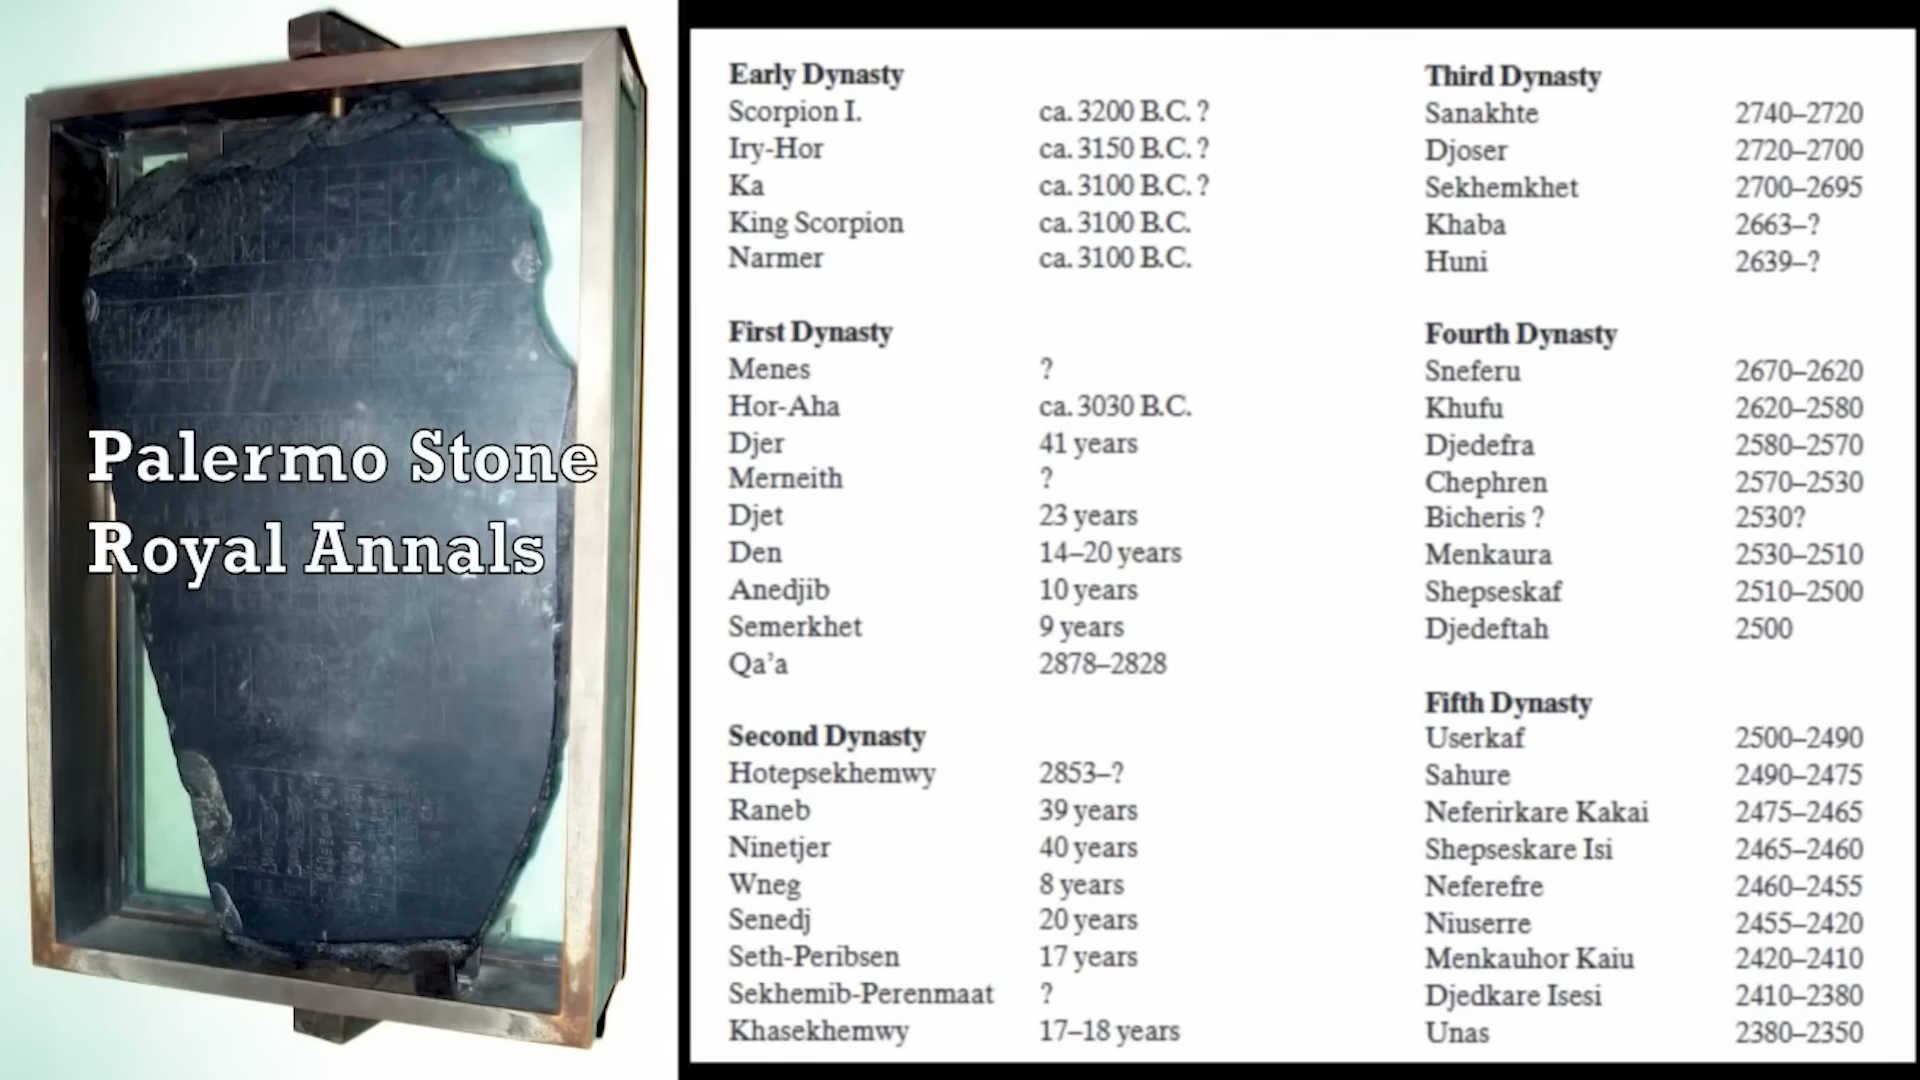 Palermo Stone
Royal Annals
Early Dynasty
Scorpion I. ca. 3200 B.C. ?
Iry-Hor ca. 3150 B.C. ?
Ka ca. 3100 B.C. ?
King Scorpion ca. 3100 B.C.
Narmer ca. 3100 B.C.
First Dynasty
Menes ?
Hor-Aha ca. 3030 B.C.
Djer 41 years
Merneith ?
Djet 23 years
Den 14–20 years
Anedjib 10 years
Semerkhet 9 years
Qa’a 2878–2828
Second Dynasty
Hotepsekhemwy 2853–?
Raneb 39 years
Ninetjer 40 years
Wneg 8 years
Senedj 20 years
Seth-Peribsen 17 years
Sekhemib-Perenmaat ?
Khasekhemwy 17–18 years
Third Dynasty
Sanakhte 2740–2720
Djoser 2720–2700
Sekhemkhet 2700–2695
Khaba 2663–?
Huni 2639–?
Fourth Dynasty
Sneferu 2670–2620
Khufu 2620–2580
Djedefra 2580–2570
Chephren 2570–2530
Bicheris ? 2530?
Menkaura 2530–2510
Shepseskaf 2510–2500
Djedeftah 2500
Fifth Dynasty
Userkaf 2500–2490
Sahure 2490–2475
Neferirkare Kakai 2475–2465
Shepseskare Isi 2465–2460
Neferefre 2460–2455
Niuserre 2455–2420
Menkauhor Kaiu 2420–2410
Djedkare Isesi 2410–2380
Unas 2380–2350